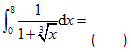 ∫₀⁸ 1/(1+∛x) dx = (  )